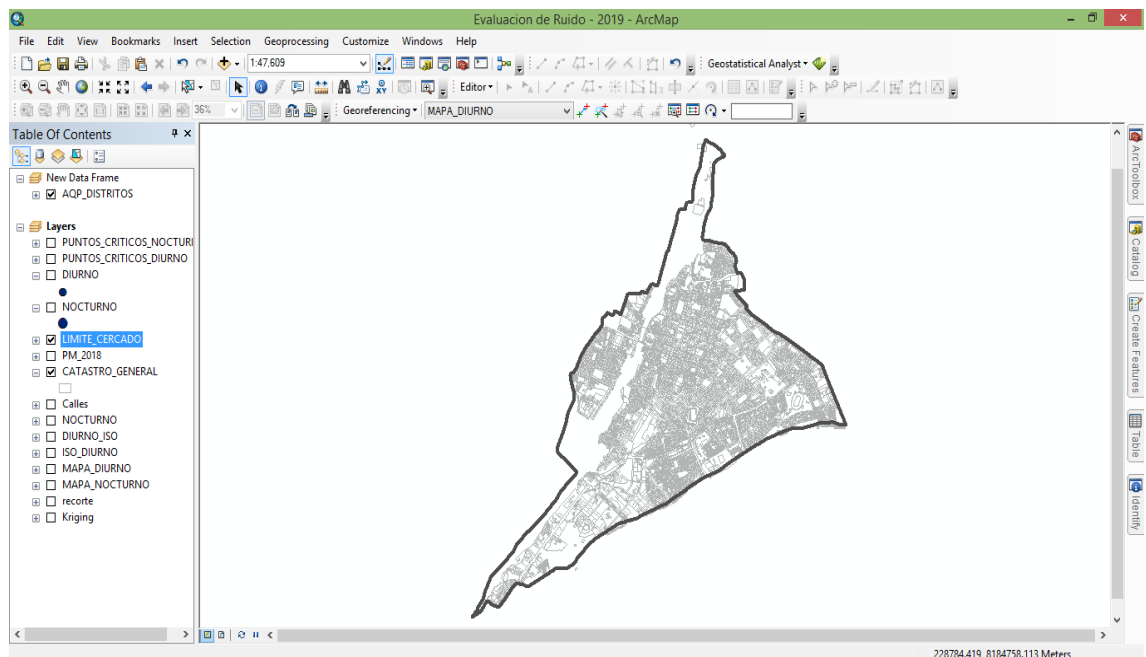 Evaluacion de Ruido - 2019 - ArcMap
File Edit View Bookmarks Insert Selection Geoprocessing Customize Windows Help
1:47,609
Geostatistical Analyst
Editor
36%
Georeferencing
MAPA_DIURNO
Table Of Contents
New Data Frame
AQP_DISTRITOS
Layers
PUNTOS_CRITICOS_NOCTURI
PUNTOS_CRITICOS_DIURNO
DIURNO
NOCTURNO
LIMITE_CERCADO
PM_2018
CATASTRO_GENERAL
Calles
NOCTURNO
DIURNO_ISO
ISO_DIURNO
MAPA_DIURNO
MAPA_NOCTURNO
recorte
Kriging
ArcToolbox
Catalog
Create Features
Table
Identify
228784.419 8184758.113 Meters